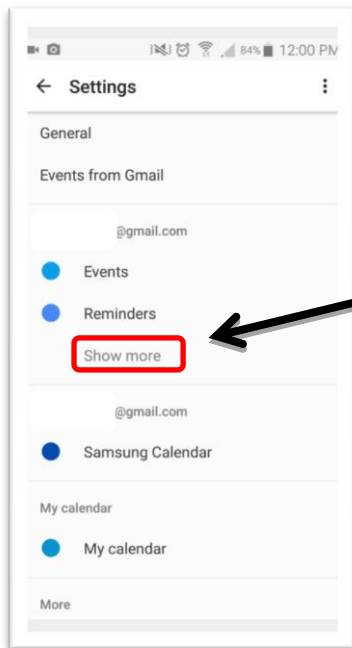 84% 12:00 PM
Settings
General
Events from Gmail
@gmail.com
Events
Reminders
Show more
@gmail.com
Samsung Calendar
My calendar
My calendar
More